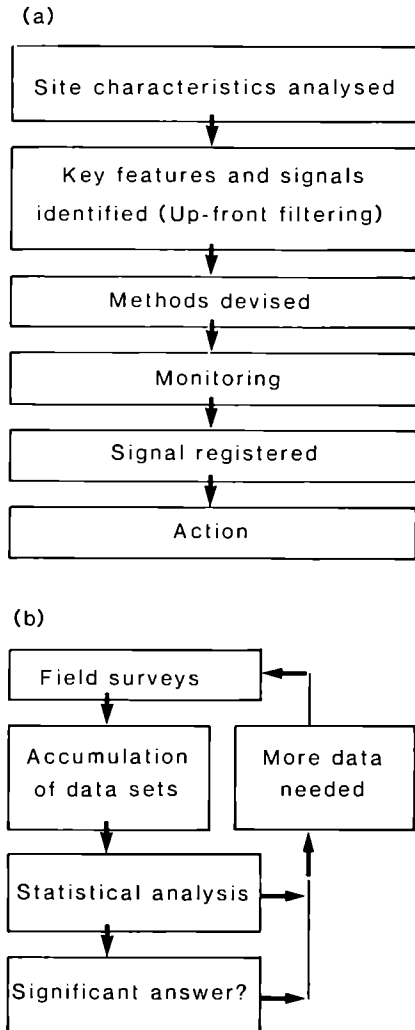 (a)
Site characteristics analysed
Key features and signals
identified (Up-front filtering)
Methods devised
Monitoring
Signal registered
Action
(b)
Field surveys
Accumulation
of data sets
More data
needed
Statistical analysis
Significant answer?